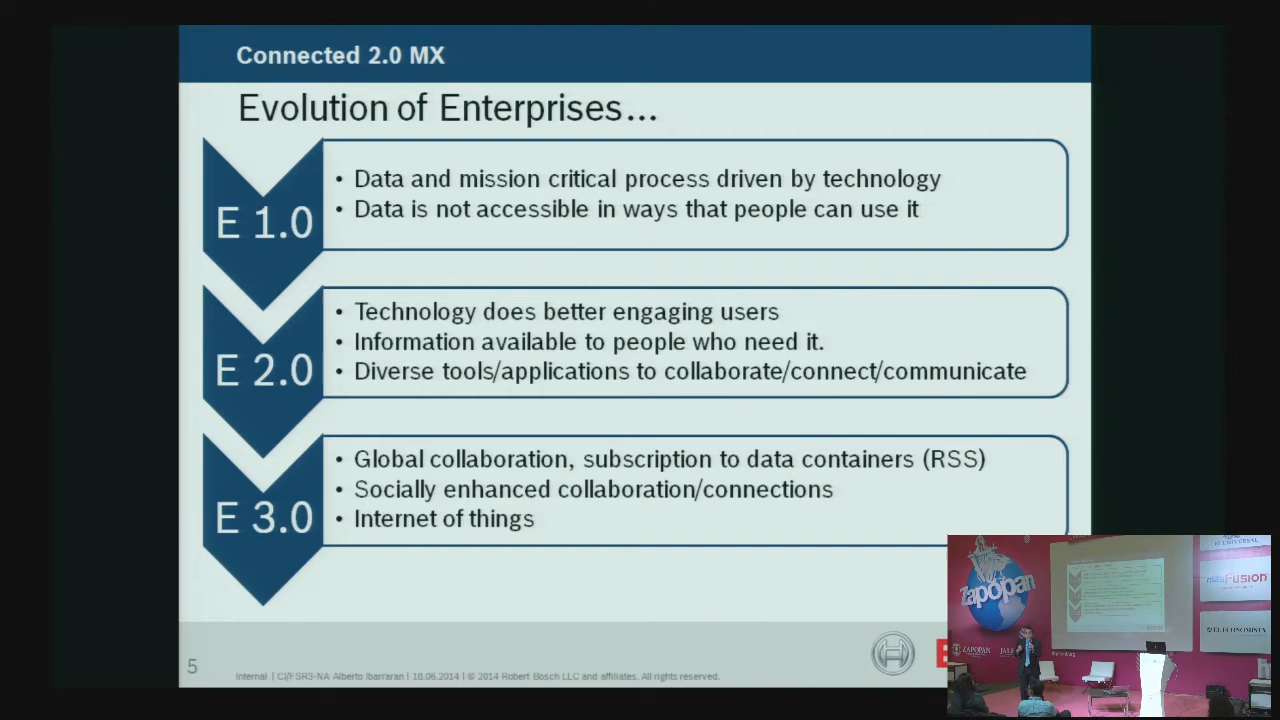 Connected 2.0 MX
Evolution of Enterprises...
E 1.0
• Data and mission critical process driven by technology
• Data is not accessible in ways that people can use it
E 2.0
• Technology does better engaging users
• Information available to people who need it.
• Diverse tools/applications to collaborate/connect/communicate
E 3.0
• Global collaboration, subscription to data containers (RSS)
• Socially enhanced collaboration/connections
• Internet of things
5
Internal | CI/FSR3-NA Alberto Ibarraran | 18.06.2014 | © 2014 Robert Bosch LLC and affiliates. All rights reserved.
B
Zapopan
ZAPOPAN
EL UNIVERSAL
masFusion
EL ECONOMISTA